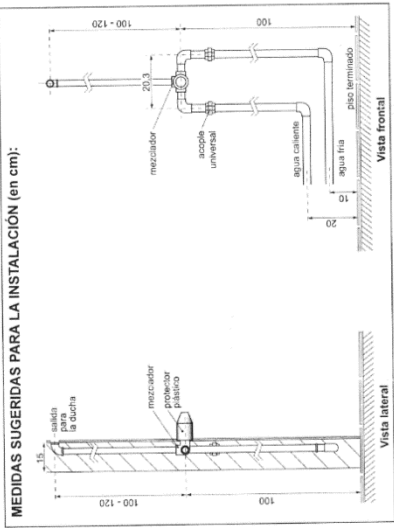 MEDIDAS SUGERIDAS PARA LA INSTALACIÓN (en cm):
15
salida
para
la ducha
mezclador
protector
plástico
100 - 120
100
Vista lateral
100 - 120
100
20,3
mezclador
acople
universal
agua caliente
agua fria
piso terminado
20
10
Vista frontal